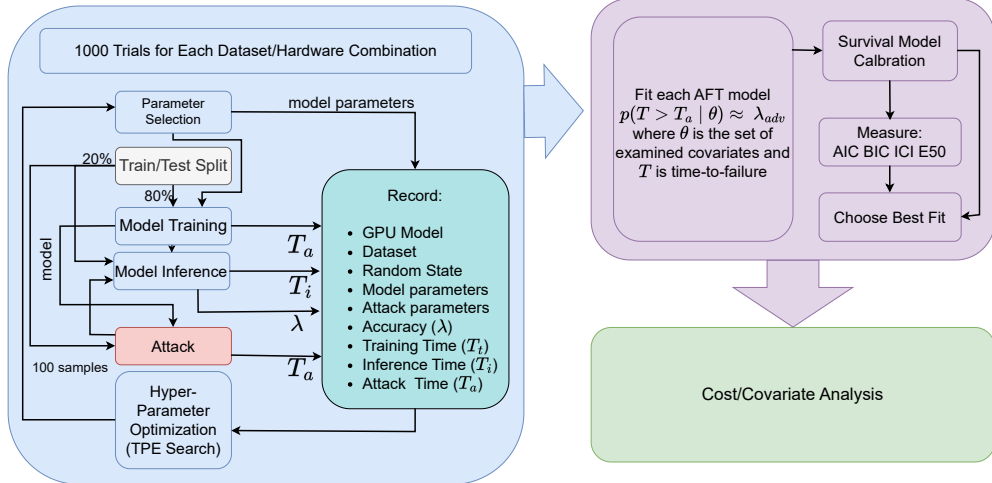 1000 Trials for Each Dataset/Hardware Combination
Parameter
Selection
model parameters
20%
Train/Test Split
80%
Model Training
T_a
model
Model Inference
T_i
λ
Attack
T_a
100 samples
Hyper-
Parameter
Optimization
(TPE Search)
Record:
• GPU Model
• Dataset
• Random State
• Model parameters
• Attack parameters
• Accuracy (λ)
• Training Time (T_t)
• Inference Time (T_i)
• Attack Time (T_a)
Fit each AFT model
p(T > T_a | θ) ≈ λ_adv
where θ is the set of
examined covariates and
T is time-to-failure
Survival Model
Calbration
Measure:
AIC BIC ICI E50
Choose Best Fit
Cost/Covariate Analysis